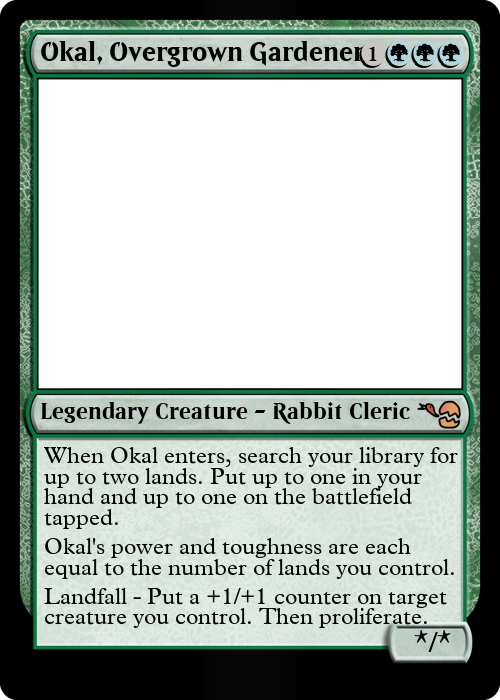 Okal, Overgrown Gardener 1
Legendary Creature - Rabbit Cleric
When Okal enters, search your library for
up to two lands. Put up to one in your
hand and up to one on the battlefield
tapped.
Okal's power and toughness are each
equal to the number of lands you control.
Landfall - Put a +1/+1 counter on target
creature you control. Then proliferate.
*/*